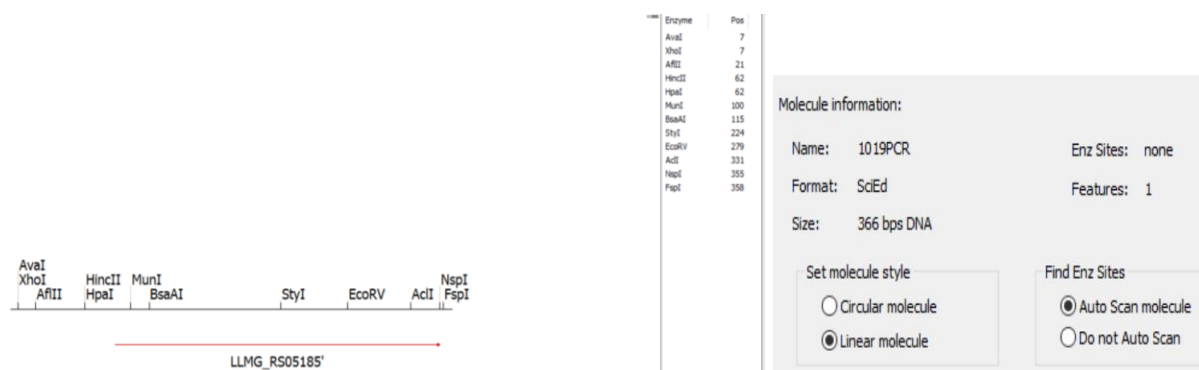 AvaI
XhoI HincII MunI NspI
AflII HpaI BsaAI StyI EcoRV AclI FspI
LLMG_RS05185'
Enzyme Pos
AvaI 7
XhoI 7
AflII 21
HincII 62
HpaI 62
MunI 100
BsaAI 115
StyI 224
EcoRV 279
AclI 331
NspI 355
FspI 358
Molecule information:
Name: 1019PCR Enz Sites: none
Format: SciEd Features: 1
Size: 366 bps DNA
Set molecule style Find Enz Sites
Circular molecule Auto Scan molecule
Linear molecule Do not Auto Scan